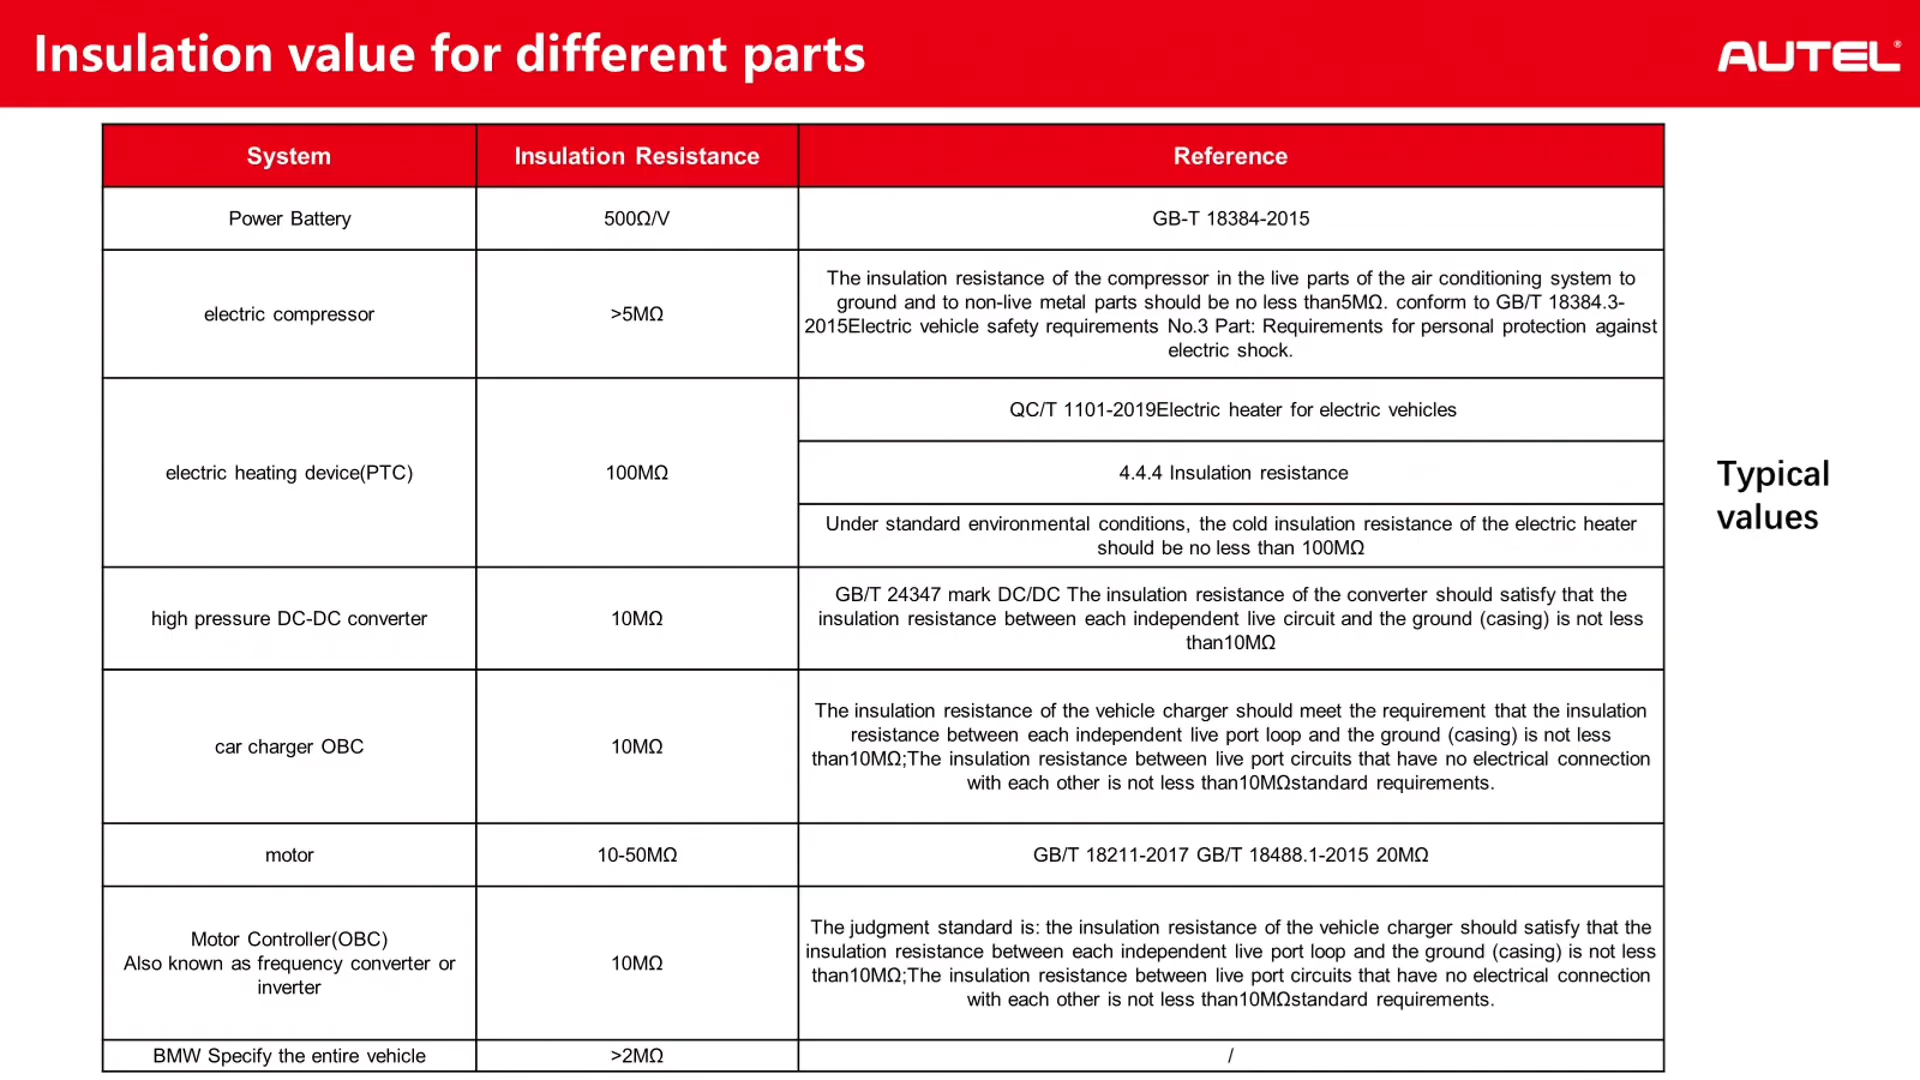 Insulation value for different parts
AUTEL®
System
Insulation Resistance
Reference
Power Battery
500Ω/V
GB-T 18384-2015
electric compressor
>5MΩ
The insulation resistance of the compressor in the live parts of the air conditioning system to
ground and to non-live metal parts should be no less than5MΩ. conform to GB/T 18384.3-
2015Electric vehicle safety requirements No.3 Part: Requirements for personal protection against
electric shock.
electric heating device(PTC)
100MΩ
QC/T 1101-2019Electric heater for electric vehicles
4.4.4 Insulation resistance
Under standard environmental conditions, the cold insulation resistance of the electric heater
should be no less than 100MΩ
high pressure DC-DC converter
10MΩ
GB/T 24347 mark DC/DC The insulation resistance of the converter should satisfy that the
insulation resistance between each independent live circuit and the ground (casing) is not less
than10MΩ
car charger OBC
10MΩ
The insulation resistance of the vehicle charger should meet the requirement that the insulation
resistance between each independent live port loop and the ground (casing) is not less
than10MΩ;The insulation resistance between live port circuits that have no electrical connection
with each other is not less than10MΩstandard requirements.
motor
10-50MΩ
GB/T 18211-2017 GB/T 18488.1-2015 20MΩ
Motor Controller(OBC)
Also known as frequency converter or
inverter
10MΩ
The judgment standard is: the insulation resistance of the vehicle charger should satisfy that the
insulation resistance between each independent live port loop and the ground (casing) is not less
than10MΩ;The insulation resistance between live port circuits that have no electrical connection
with each other is not less than10MΩstandard requirements.
BMW Specify the entire vehicle
>2MΩ
/
Typical
values